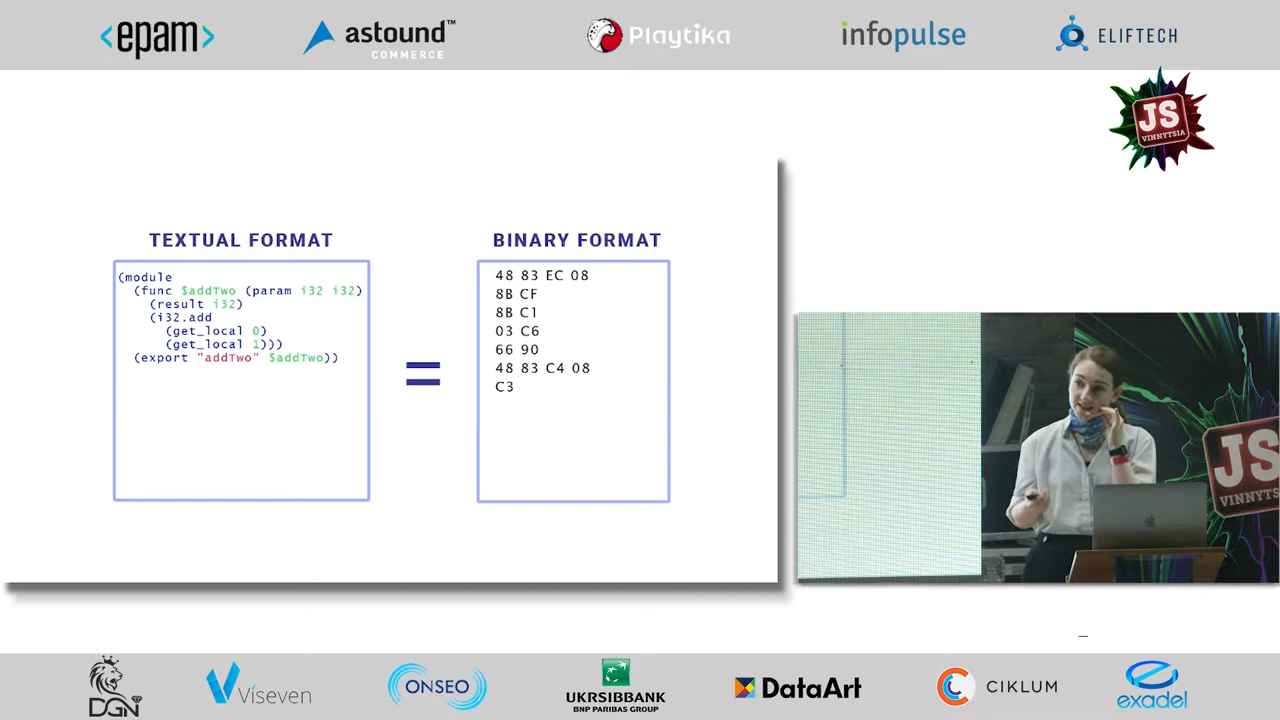 <epam>
astound™
COMMERCE
Playtika
infopulse
ELIFTECH
JS
VINNYTSIA
TEXTUAL FORMAT
(module
(func $addTwo (param i32 i32)
(result i32)
(i32.add
(get_local 0)
(get_local 1)))
(export "addTwo" $addTwo))
=
BINARY FORMAT
48 83 EC 08
8B CF
8B C1
03 C6
66 90
48 83 C4 08
C3
JS
VINNYTS
DGN
Viseven
ONSEO
UKRSIBBANK
BNP PARIBAS GROUP
DataArt
CIKLUM
exadel